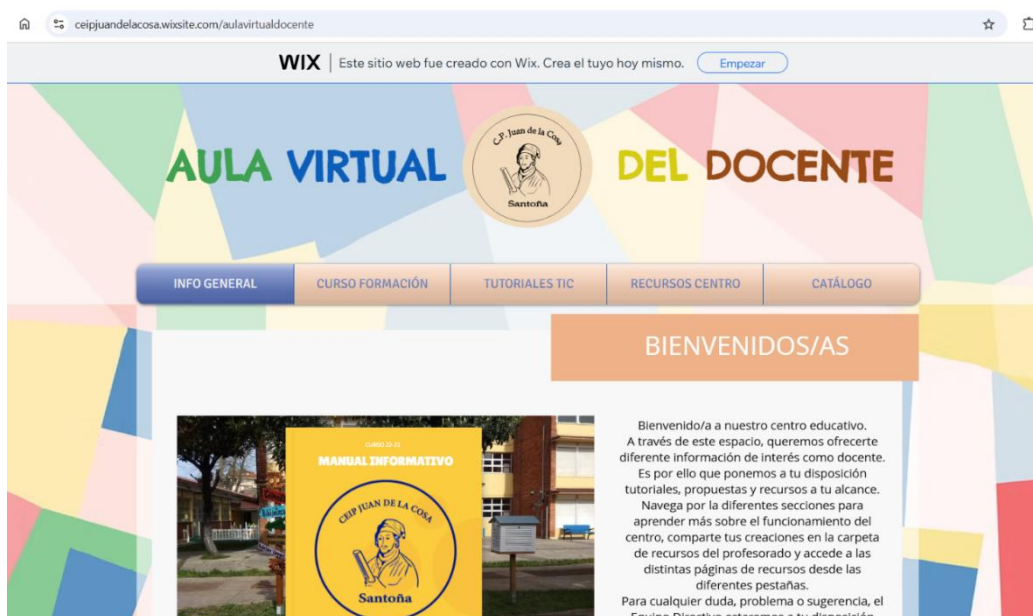 ceipjuandelacosa.wixsite.com/aulavirtualdocente
WIX | Este sitio web fue creado con Wix. Crea el tuyo hoy mismo. Empezar
AULA VIRTUAL DEL DOCENTE
C.P. Juan de la Cosa
Santoña
INFO GENERAL CURSO FORMACIÓN TUTORIALES TIC RECURSOS CENTRO CATÁLOGO
BIENVENIDOS/AS
MANUAL INFORMATIVO
CEIP JUAN DE LA COSA
Santoña
Bienvenido/a a nuestro centro educativo.
A través de este espacio, queremos ofrecerte
diferente información de interés como docente.
Es por ello que ponemos a tu disposición
tutoriales, propuestas y recursos a tu alcance.
Navega por la diferentes secciones para
aprender más sobre el funcionamiento del
centro, comparte tus creaciones en la carpeta
de recursos del profesorado y accede a las
distintas páginas de recursos desde las
diferentes pestañas.
Para cualquier duda, problema o sugerencia, el
Equipo Directivo estaremos a tu disposición